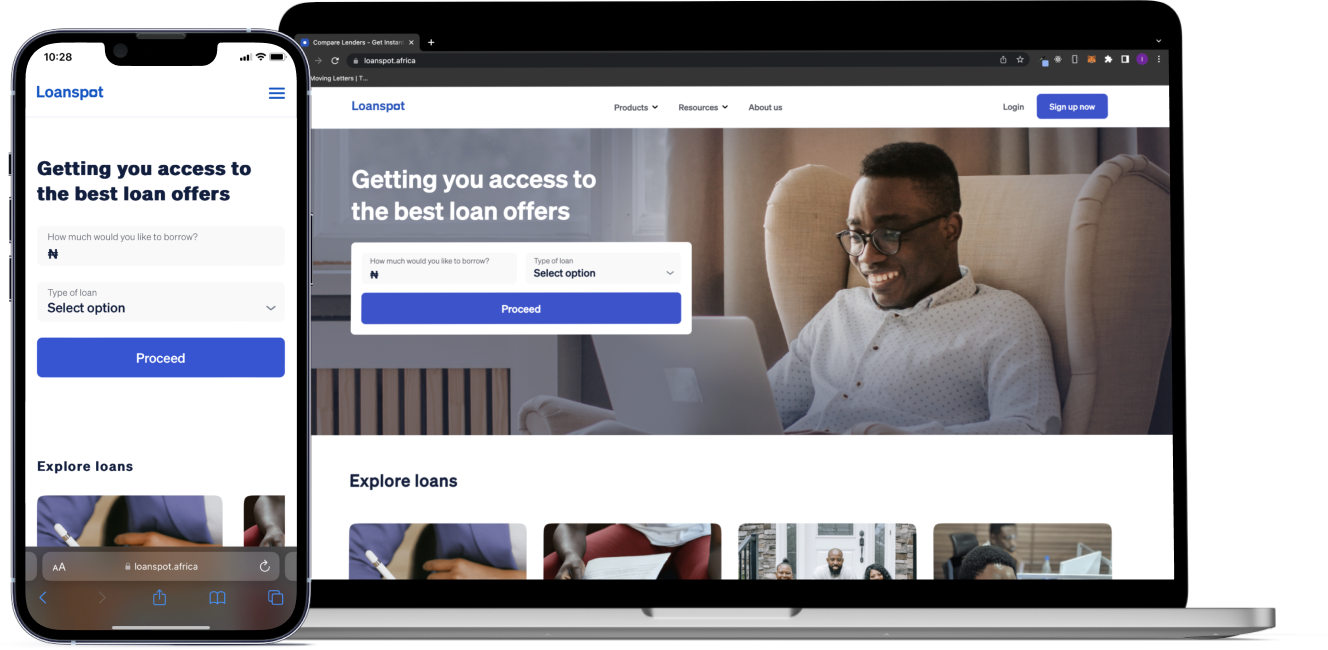 10:28
Loanspot
Getting you access to
the best loan offers
How much would you like to borrow?
₦
Type of loan
Select option
Proceed
Explore loans
AA
loanspot.africa
Compare Lenders - Get Instan
loanspot.africa
Moving Letters | T...
Loanspot
Products
Resources
About us
Login
Sign up now
Getting you access to
the best loan offers
How much would you like to borrow?
₦
Type of loan
Select option
Proceed
Explore loans